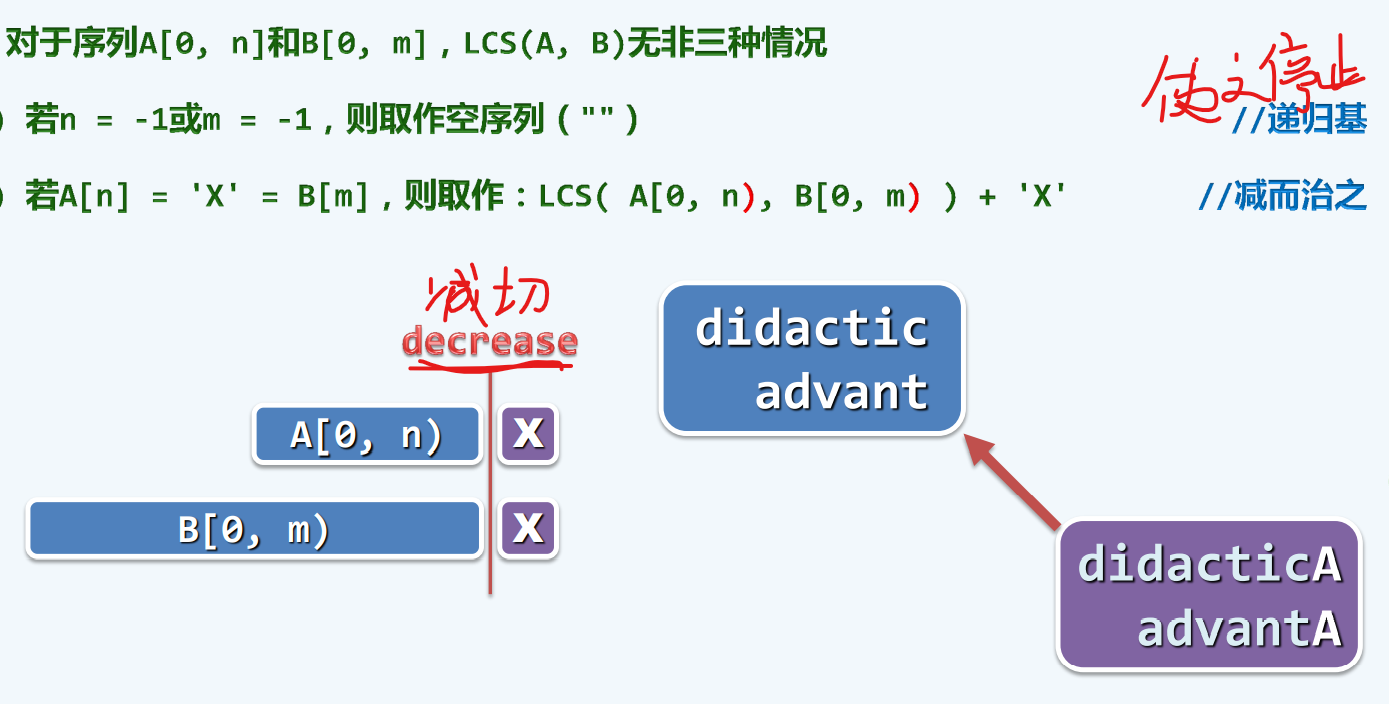 对于序列A[0, n]和B[0, m]，LCS(A, B)无非三种情况
使之停止
) 若n = -1或m = -1，则取作空序列（""） //递归基
) 若A[n] = 'X' = B[m]，则取作：LCS( A[0, n), B[0, m) ) + 'X' //减而治之
减切
decrease
didactic
advant
A[0, n) X
B[0, m) X
didacticA
advantA